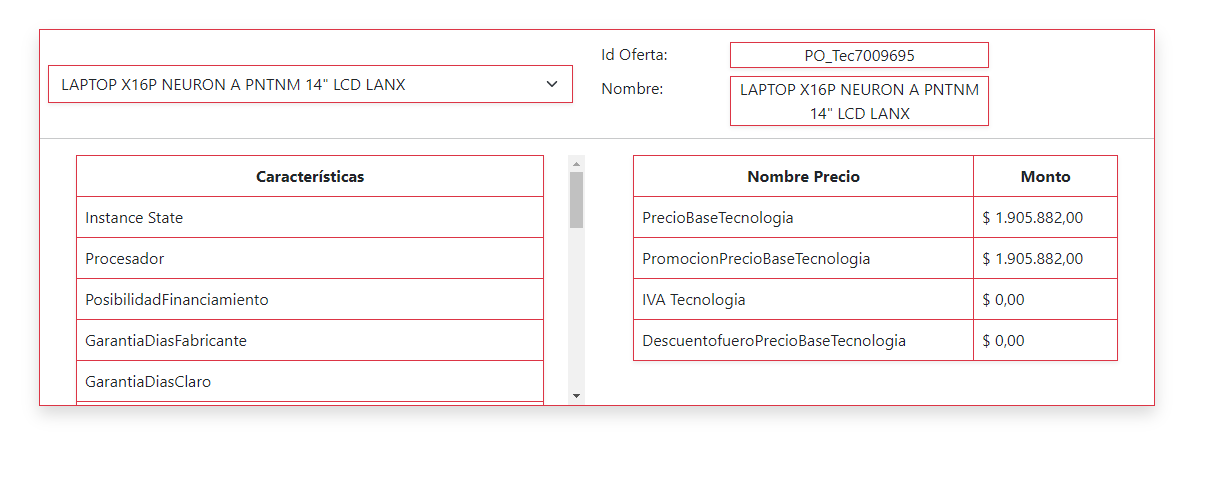 LAPTOP X16P NEURON A PNTNM 14" LCD LANX
Id Oferta:
PO_Tec7009695
Nombre:
LAPTOP X16P NEURON A PNTNM
14" LCD LANX
Características
Instance State
Procesador
PosibilidadFinanciamiento
GarantiaDiasFabricante
GarantiaDiasClaro
Nombre Precio Monto
PrecioBaseTecnologia $ 1.905.882,00
PromocionPrecioBaseTecnologia $ 1.905.882,00
IVA Tecnologia $ 0,00
DescuentofueroPrecioBaseTecnologia $ 0,00